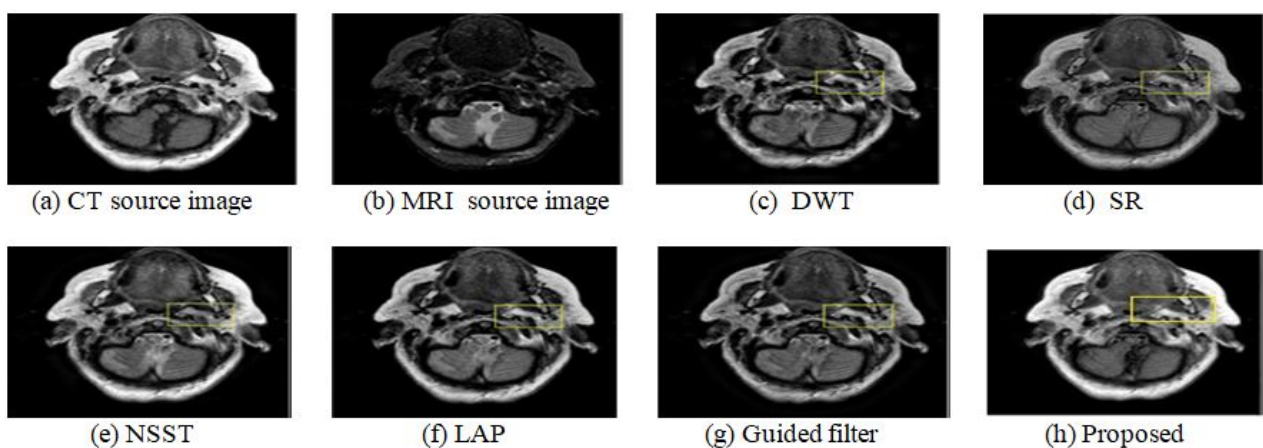 (a) CT source image
(b) MRI source image
(c) DWT
(d) SR
(e) NSST
(f) LAP
(g) Guided filter
(h) Proposed